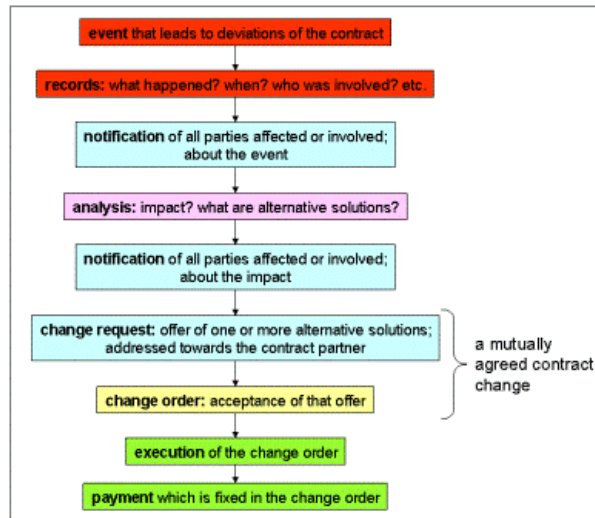 event that leads to deviations of the contract
records: what happened? when? who was involved? etc.
notification of all parties affected or involved;
about the event
analysis: impact? what are alternative solutions?
notification of all parties affected or involved;
about the impact
change request: offer of one or more alternative solutions;
addressed towards the contract partner
a mutually
agreed contract
change
change order: acceptance of that offer
execution of the change order
payment which is fixed in the change order